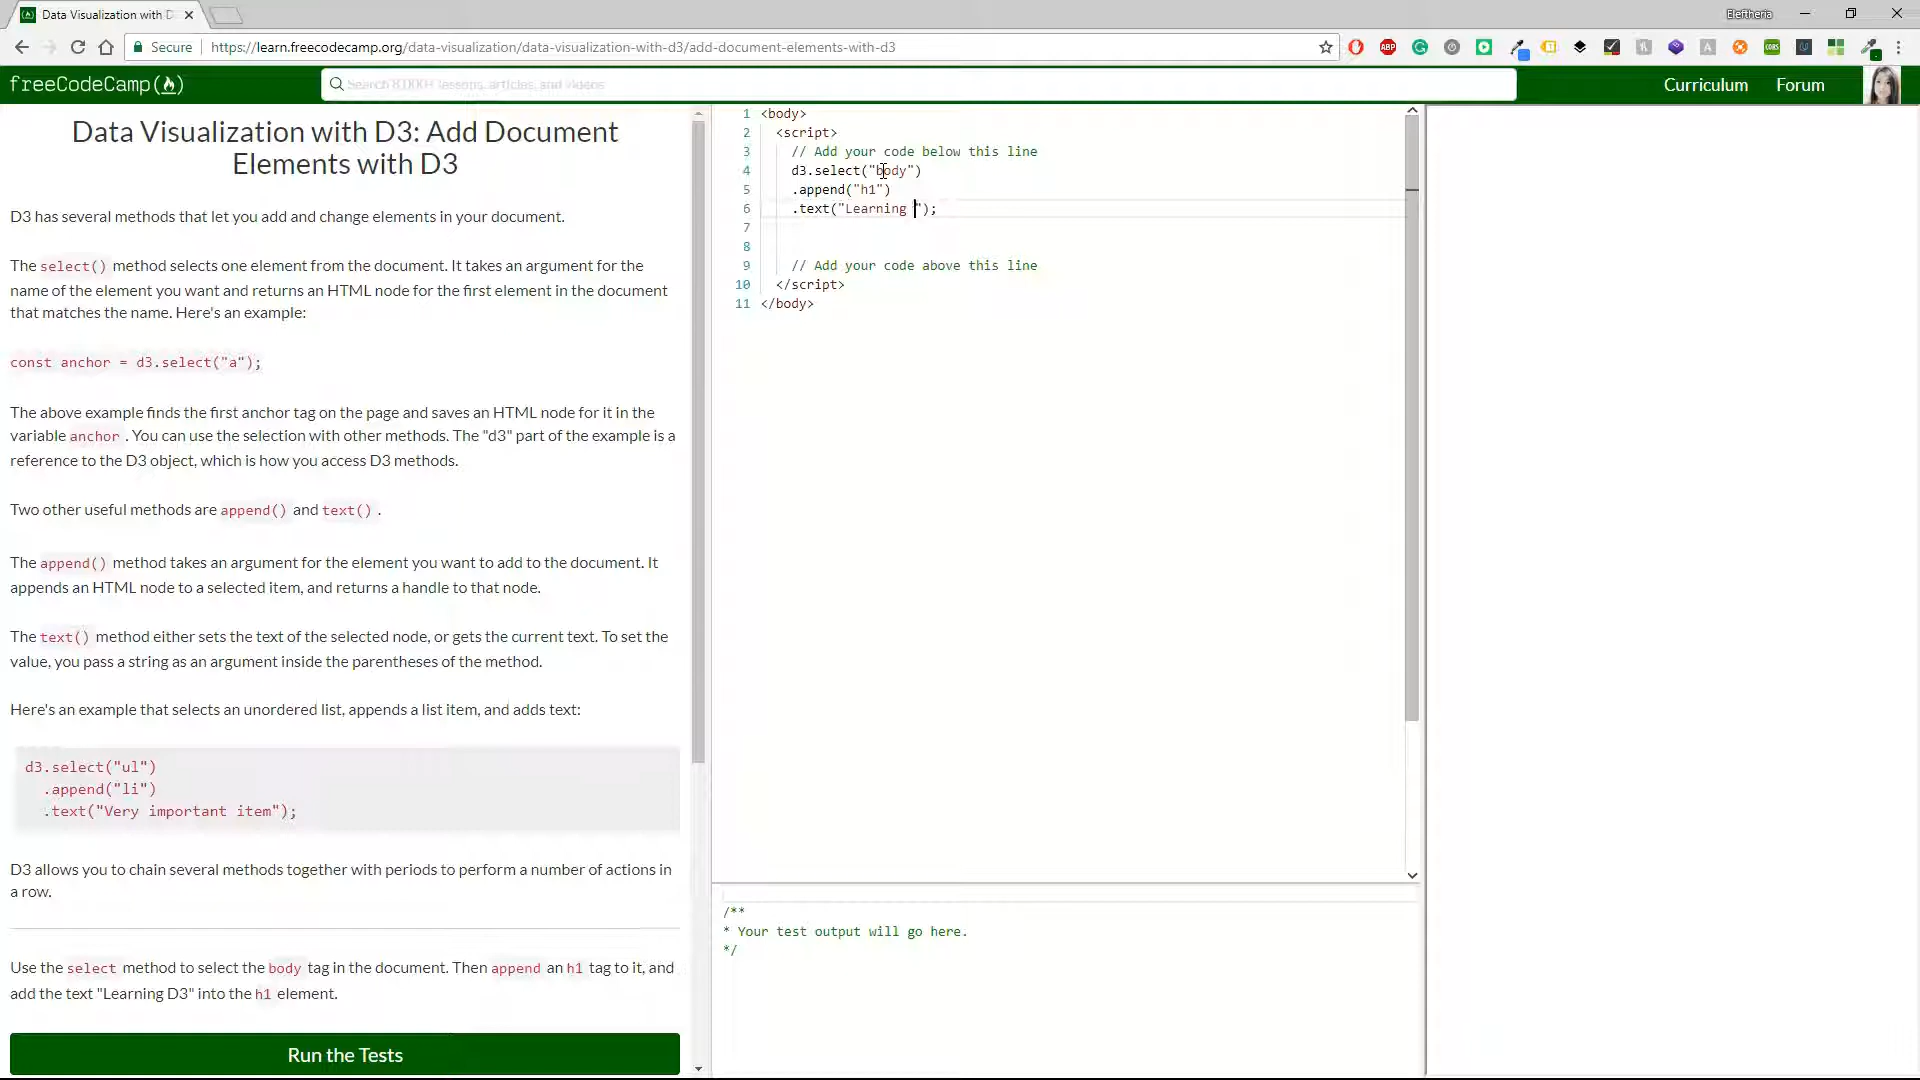 Data Visualization with D
Eleftheria
Secure
https://learn.freecodecamp.org/data-visualization/data-visualization-with-d3/add-document-elements-with-d3
ABP
freeCodeCamp
Search 8,000+ lessons, articles, and videos
Curriculum
Forum
Data Visualization with D3: Add Document
Elements with D3
D3 has several methods that let you add and change elements in your document.
The select() method selects one element from the document. It takes an argument for the
name of the element you want and returns an HTML node for the first element in the document
that matches the name. Here's an example:
const anchor = d3.select("a");
The above example finds the first anchor tag on the page and saves an HTML node for it in the
variable anchor . You can use the selection with other methods. The "d3" part of the example is a
reference to the D3 object, which is how you access D3 methods.
Two other useful methods are append() and text() .
The append() method takes an argument for the element you want to add to the document. It
appends an HTML node to a selected item, and returns a handle to that node.
The text() method either sets the text of the selected node, or gets the current text. To set the
value, you pass a string as an argument inside the parentheses of the method.
Here's an example that selects an unordered list, appends a list item, and adds text:
d3.select("ul")
.append("li")
.text("Very important item");
D3 allows you to chain several methods together with periods to perform a number of actions in
a row.
Use the select method to select the body tag in the document. Then append an h1 tag to it, and
add the text "Learning D3" into the h1 element.
Run the Tests
1 <body>
2 <script>
3 // Add your code below this line
4 d3.select("body")
5 .append("h1")
6 .text("Learning ");
7
8
9 // Add your code above this line
10 </script>
11 </body>
/**
* Your test output will go here.
*/